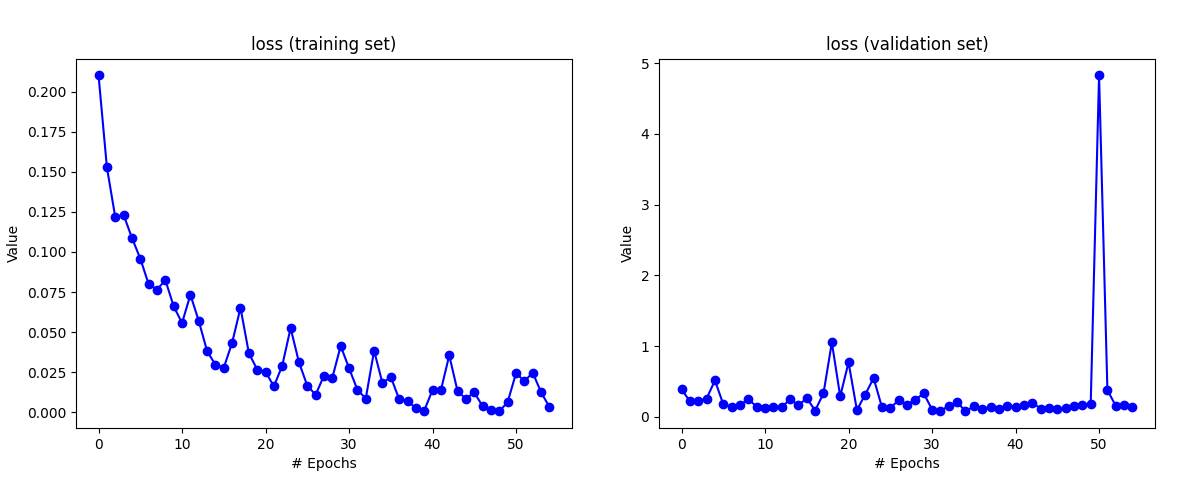 loss (training set)
Value
0.200
0.175
0.150
0.125
0.100
0.075
0.050
0.025
0.000
0 10 20 30 40 50
# Epochs
loss (validation set)
Value
5
4
3
2
1
0
0 10 20 30 40 50
# Epochs